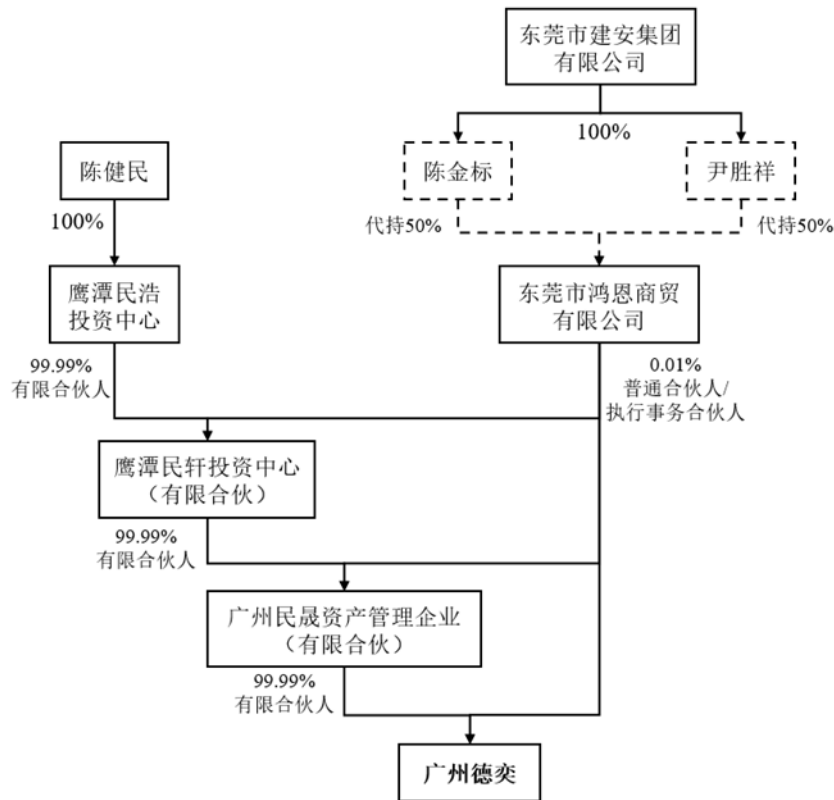 东莞市建安集团
有限公司
100%
陈健民
陈金标
尹胜祥
100%
代持50%
代持50%
鹰潭民浩
投资中心
东莞市鸿恩商贸
有限公司
99.99%
有限合伙人
0.01%
普通合伙人/
执行事务合伙人
鹰潭民轩投资中心
（有限合伙）
99.99%
有限合伙人
广州民晟资产管理企业
（有限合伙）
99.99%
有限合伙人
广州德奕